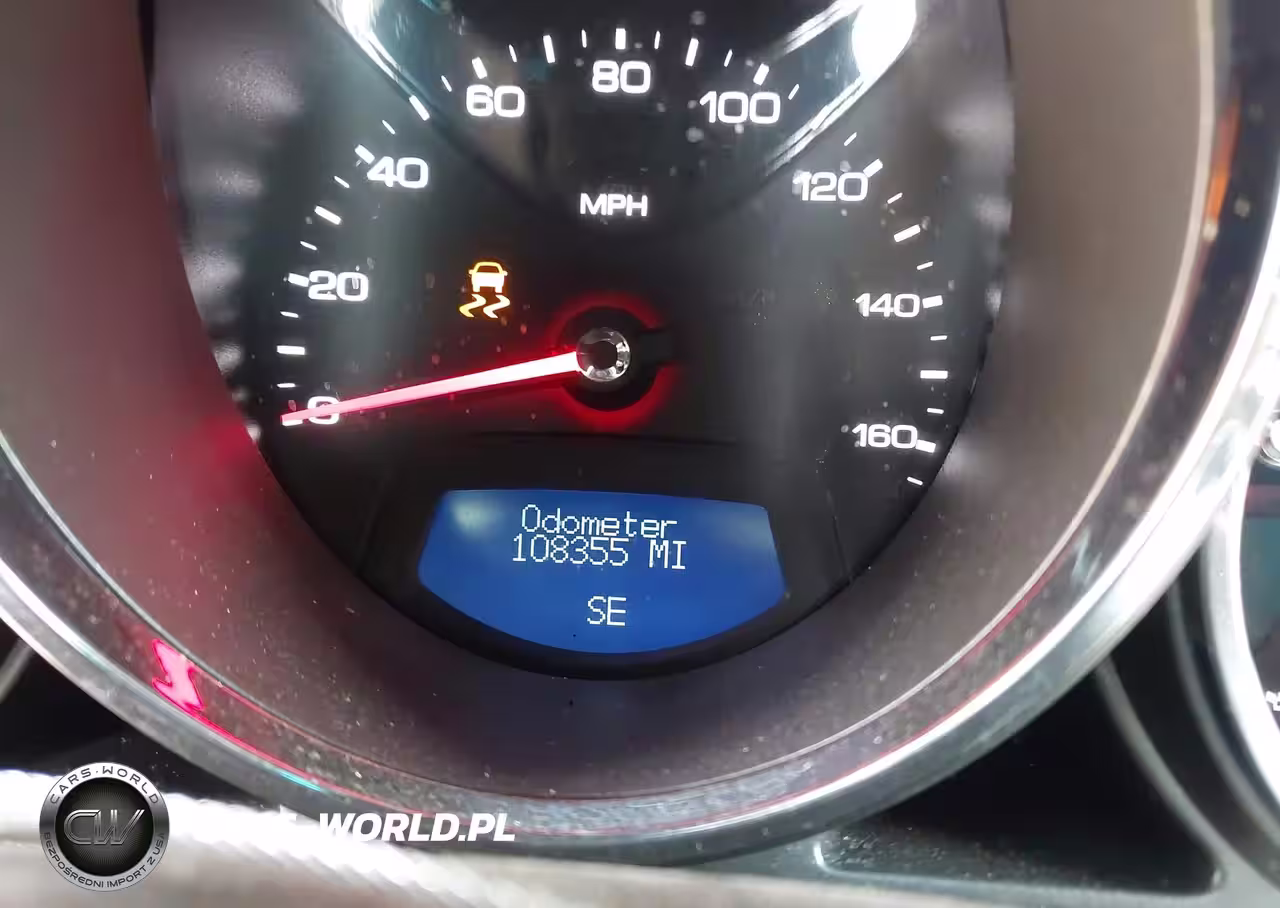 80
60
100
40
120
MPH
20
140
0
160
Odometer
108355 MI
SE
CARS-WORLD
CW
BEZPOŚREDNI IMPORT Z USA
-WORLD.PL